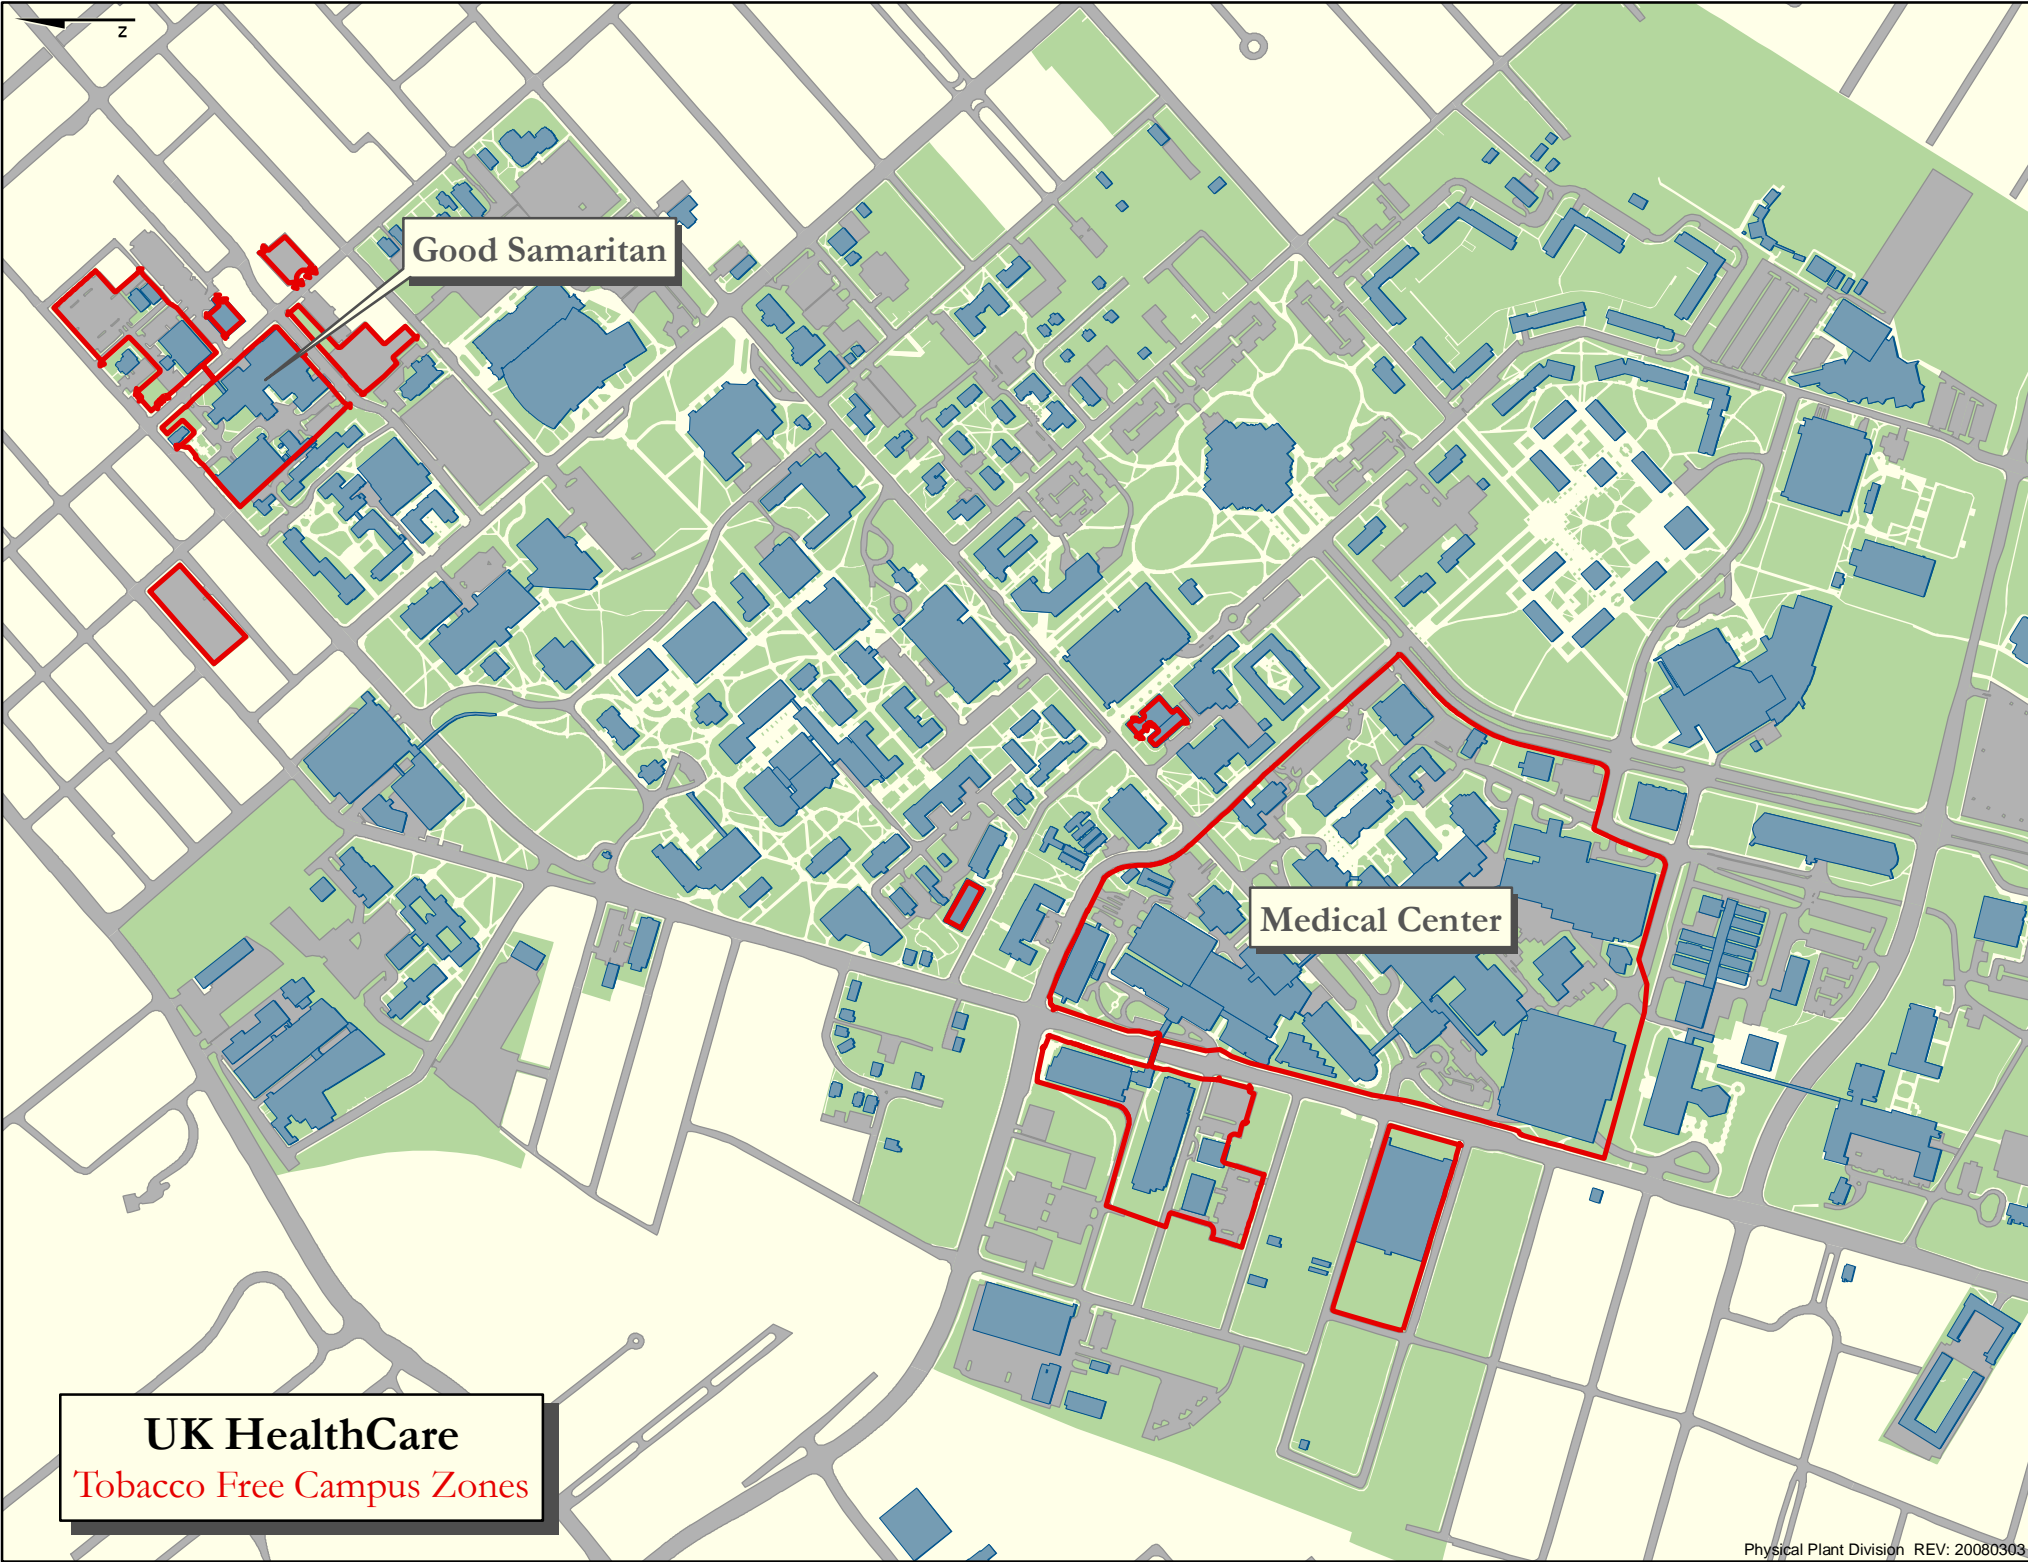 z
Good Samaritan
Medical Center
UK HealthCare
Tobacco Free Campus Zones
Physical Plant Division REV: 20080303